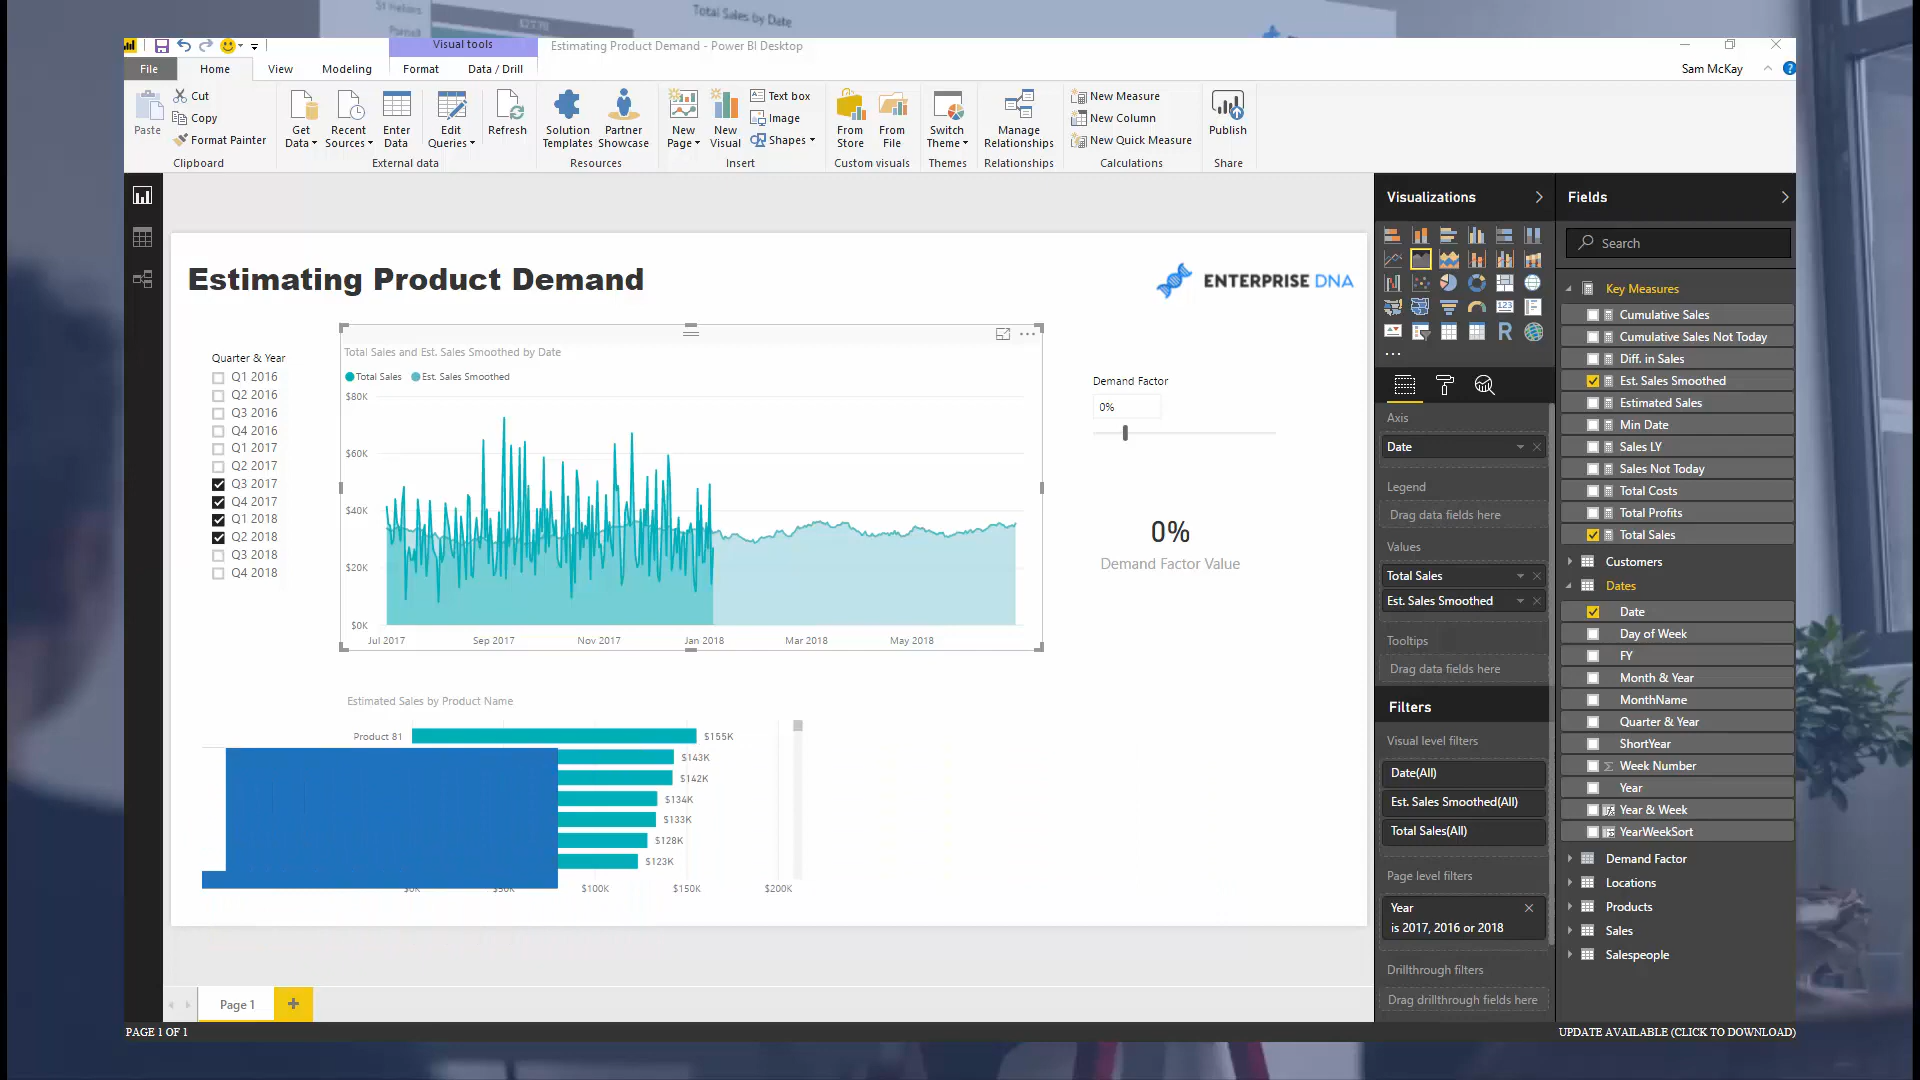 Total Sales by Date
Visual tools
Estimating Product Demand - Power BI Desktop
File
Home
View
Modeling
Format
Data / Drill
Sam McKay
Paste
Cut
Copy
Format Painter
Clipboard
Get Data
Recent Sources
Enter Data
Edit Queries
External data
Refresh
Solution Templates
Partner Showcase
Resources
New Page
New Visual
Text box
Image
Shapes
Insert
From Store
From File
Custom visuals
Switch Theme
Themes
Manage Relationships
Relationships
New Measure
New Column
New Quick Measure
Calculations
Publish
Share
Estimating Product Demand
ENTERPRISE DNA
Quarter & Year
Q1 2016
Q2 2016
Q3 2016
Q4 2016
Q1 2017
Q2 2017
Q3 2017
Q4 2017
Q1 2018
Q2 2018
Q3 2018
Q4 2018
Total Sales and Est. Sales Smoothed by Date
Total Sales
Est. Sales Smoothed
$80K
$60K
$40K
$20K
$0K
Jul 2017
Sep 2017
Nov 2017
Jan 2018
Mar 2018
May 2018
Demand Factor
0%
0%
Demand Factor Value
Estimated Sales by Product Name
Product 81
$155K
$143K
$142K
$134K
$133K
$128K
$123K
$100K
$150K
$200K
Visualizations
Axis
Date
Legend
Drag data fields here
Values
Total Sales
Est. Sales Smoothed
Tooltips
Drag data fields here
Filters
Visual level filters
Date(All)
Est. Sales Smoothed(All)
Total Sales(All)
Page level filters
Year
is 2017, 2016 or 2018
Drillthrough filters
Drag drillthrough fields here
Fields
Search
Key Measures
Cumulative Sales
Cumulative Sales Not Today
Diff. in Sales
Est. Sales Smoothed
Estimated Sales
Min Date
Sales LY
Sales Not Today
Total Costs
Total Profits
Total Sales
Customers
Dates
Date
Day of Week
FY
Month & Year
MonthName
Quarter & Year
ShortYear
Week Number
Year
Year & Week
YearWeekSort
Demand Factor
Locations
Products
Sales
Salespeople
Page 1
PAGE 1 OF 1
UPDATE AVAILABLE (CLICK TO DOWNLOAD)